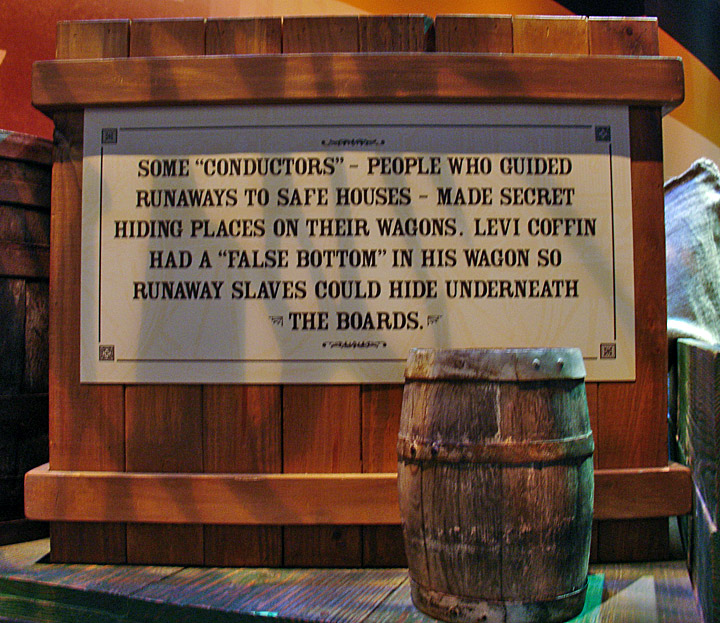 SOME “CONDUCTORS” – PEOPLE WHO GUIDED
RUNAWAYS TO SAFE HOUSES – MADE SECRET
HIDING PLACES ON THEIR WAGONS. LEVI COFFIN
HAD A “FALSE BOTTOM” IN HIS WAGON SO
RUNAWAY SLAVES COULD HIDE UNDERNEATH
THE BOARDS.